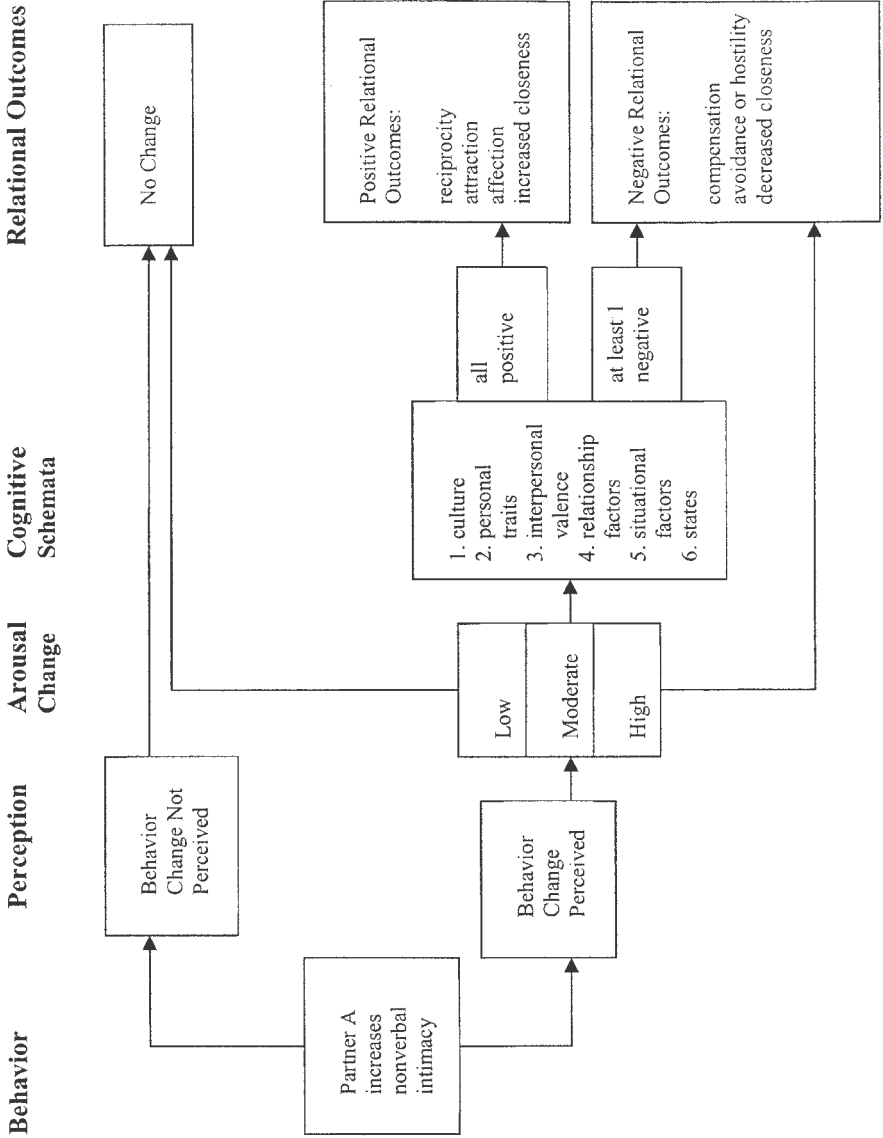 Behavior
Perception
Arousal
Change
Cognitive
Schemata
Relational Outcomes
Partner A
increases
nonverbal
intimacy
Behavior
Change Not
Perceived
Behavior
Change
Perceived
Low
Moderate
High
1. culture
2. personal
traits
3. interpersonal
valence
4. relationship
factors
5. situational
factors
6. states
all
positive
at least 1
negative
No Change
Positive Relational
Outcomes:
reciprocity
attraction
affection
increased closeness
Negative Relational
Outcomes:
compensation
avoidance or hostility
decreased closeness